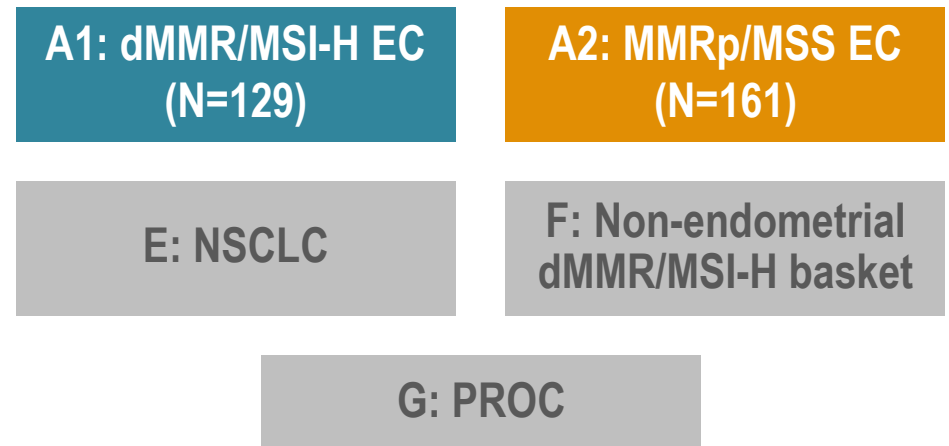 A1: dMMR/MSI-H EC
(N=129)
A2: MMRp/MSS EC
(N=161)
E: NSCLC
F: Non-endometrial
dMMR/MSI-H basket
G: PROC